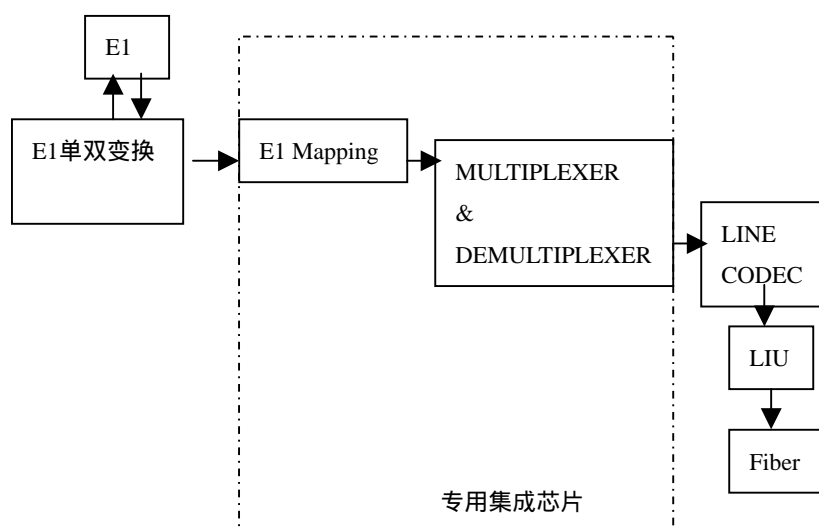 E1
E1单双变换
E1 Mapping
MULTIPLEXER
&
DEMULTIPLEXER
LINE
CODEC
LIU
Fiber
专用集成芯片